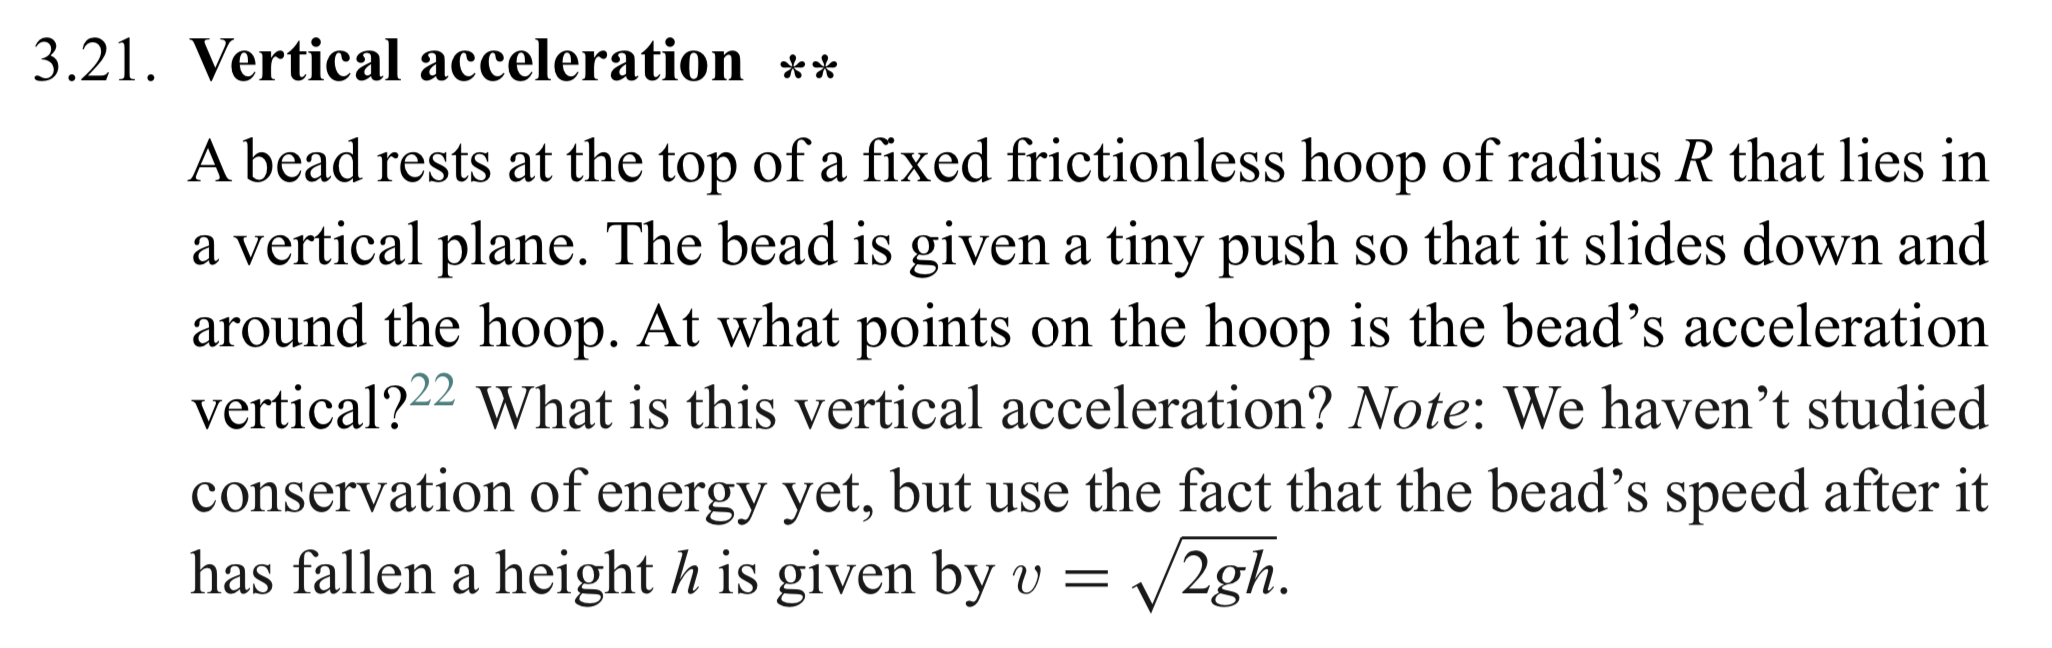 3.21. Vertical acceleration **
A bead rests at the top of a fixed frictionless hoop of radius R that lies in
a vertical plane. The bead is given a tiny push so that it slides down and
around the hoop. At what points on the hoop is the bead’s acceleration
vertical?²² What is this vertical acceleration? Note: We haven’t studied
conservation of energy yet, but use the fact that the bead’s speed after it
has fallen a height h is given by v = √2gh.